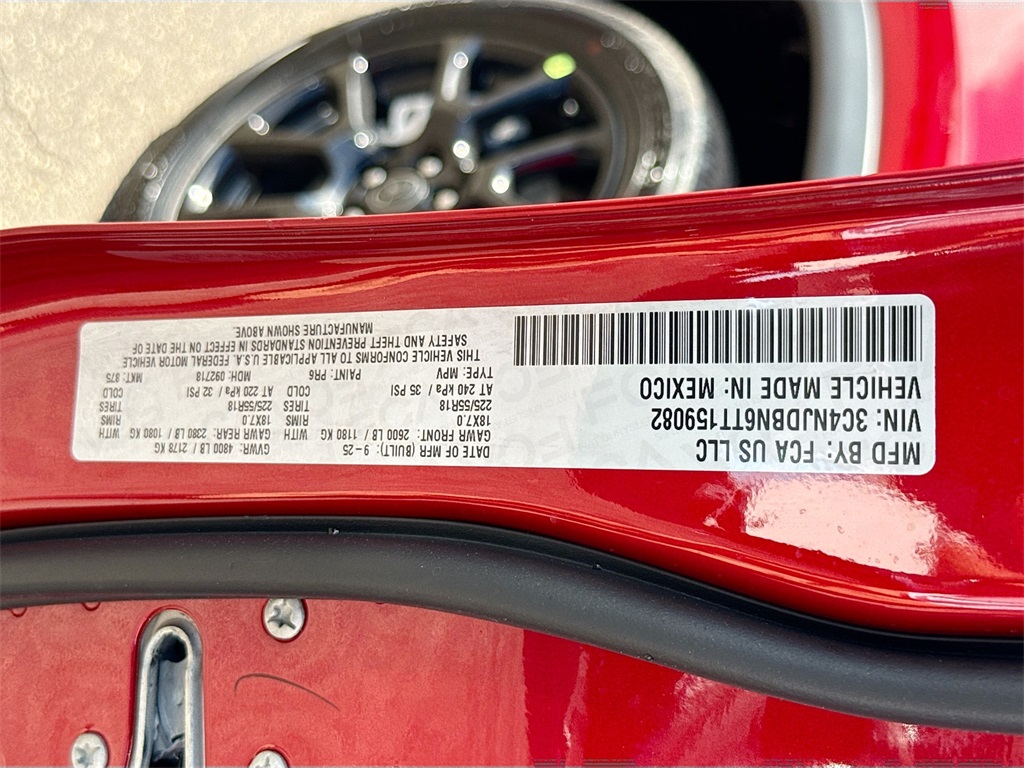 MFD BY: FCA US LLC
VIN: 3C4NJDBN6TT159082
VEHICLE MADE IN: MEXICO
DATE OF MFR (BUILT): 9-25 GVWR: 4800 LB / 2178 KG
GAWR FRONT: 2600 LB / 1180 KG WITH GAWR REAR: 2380 LB / 1080 KG WITH
18X7.0 RIMS 18X7.0 RIMS
225/55R18 TIRES 225/55R18 TIRES
AT 240 kPa / 35 PSI COLD AT 220 kPa / 32 PSI COLD
TYPE: MPV PAINT: PR6 MDH: 092718 MKT: 875
THIS VEHICLE CONFORMS TO ALL APPLICABLE U.S.A. FEDERAL MOTOR VEHICLE
SAFETY AND THEFT PREVENTION STANDARDS IN EFFECT ON THE DATE OF
MANUFACTURE SHOWN ABOVE.